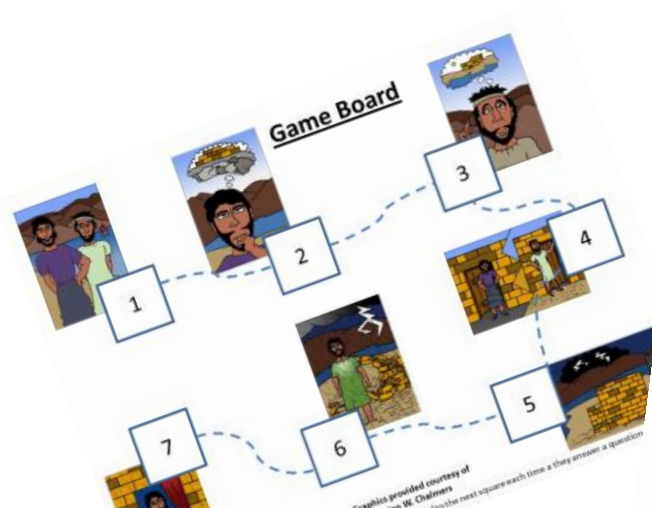 Game Board
1
2
3
4
5
6
7
Graphics provided courtesy of
W. Chalmers
the next square each time a they answer a question